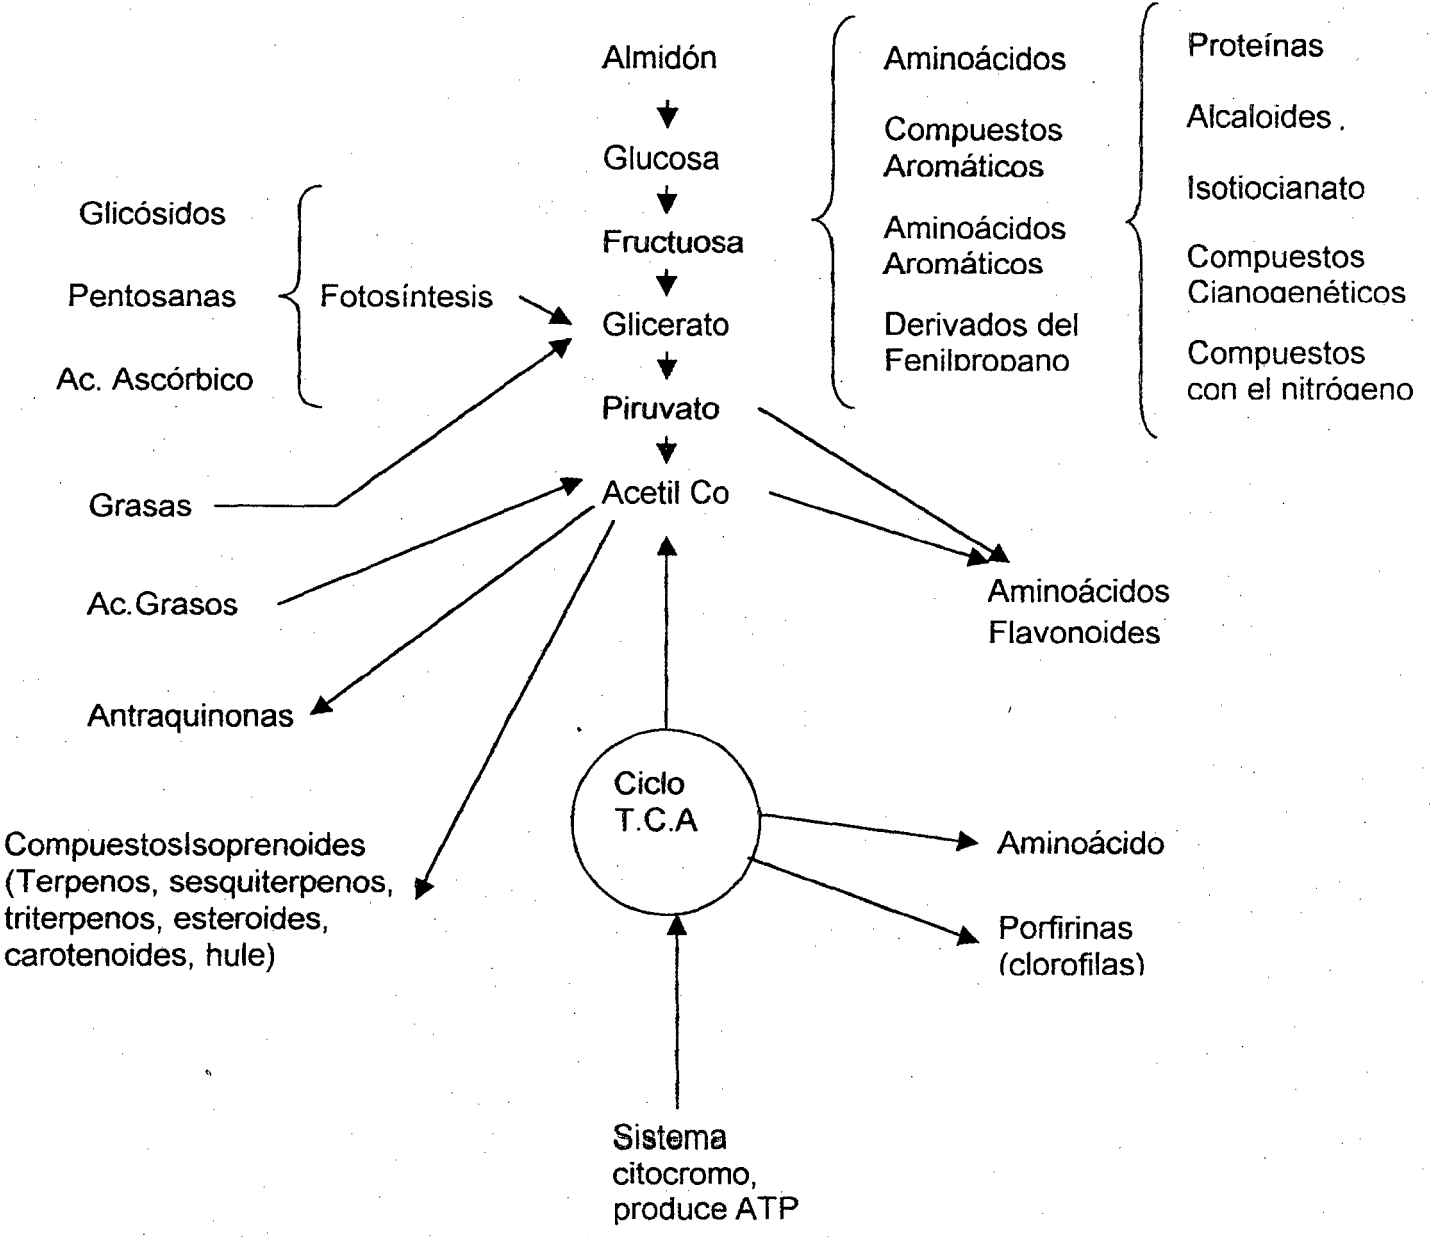 Almidón
Glucosa
Fructuosa
Glicerato
Piruvato
Acetil Co
Glicósidos
Pentosanas
Ac. Ascórbico
Fotosíntesis
Grasas
Ac.Grasos
Antraquinonas
CompuestosIsoprenoides
(Terpenos, sesquiterpenos,
triterpenos, esteroides,
carotenoides, hule)
Aminoácidos
Compuestos
Aromáticos
Aminoácidos
Aromáticos
Derivados del
Fenilpropano
Proteínas
Alcaloides.
Isotiocianato
Compuestos
Cianogenéticos
Compuestos
con el nitrógeno
Aminoácidos
Flavonoides
Ciclo
T.C.A
Aminoácido
Porfirinas
(clorofilas)
Sistema
citocromo,
produce ATP